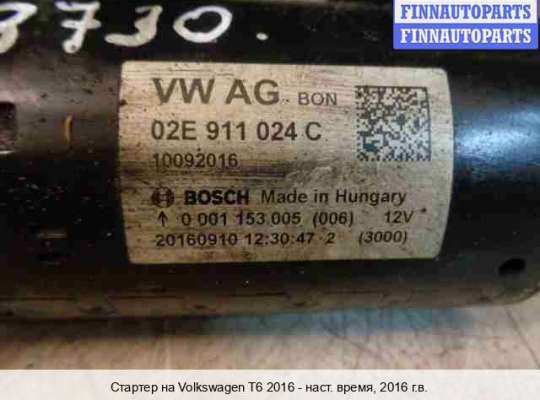 8730.
FINNAUTOPARTS
FINNAUTOPARTS
VW AG BON
02E 911 024 C
10092016
BOSCH Made in Hungary
↑ 0 001 153 005 (006) 12V
20160910 12:30:47 2 (3000)
Стартер на Volkswagen T6 2016 - наст. время, 2016 г.в.